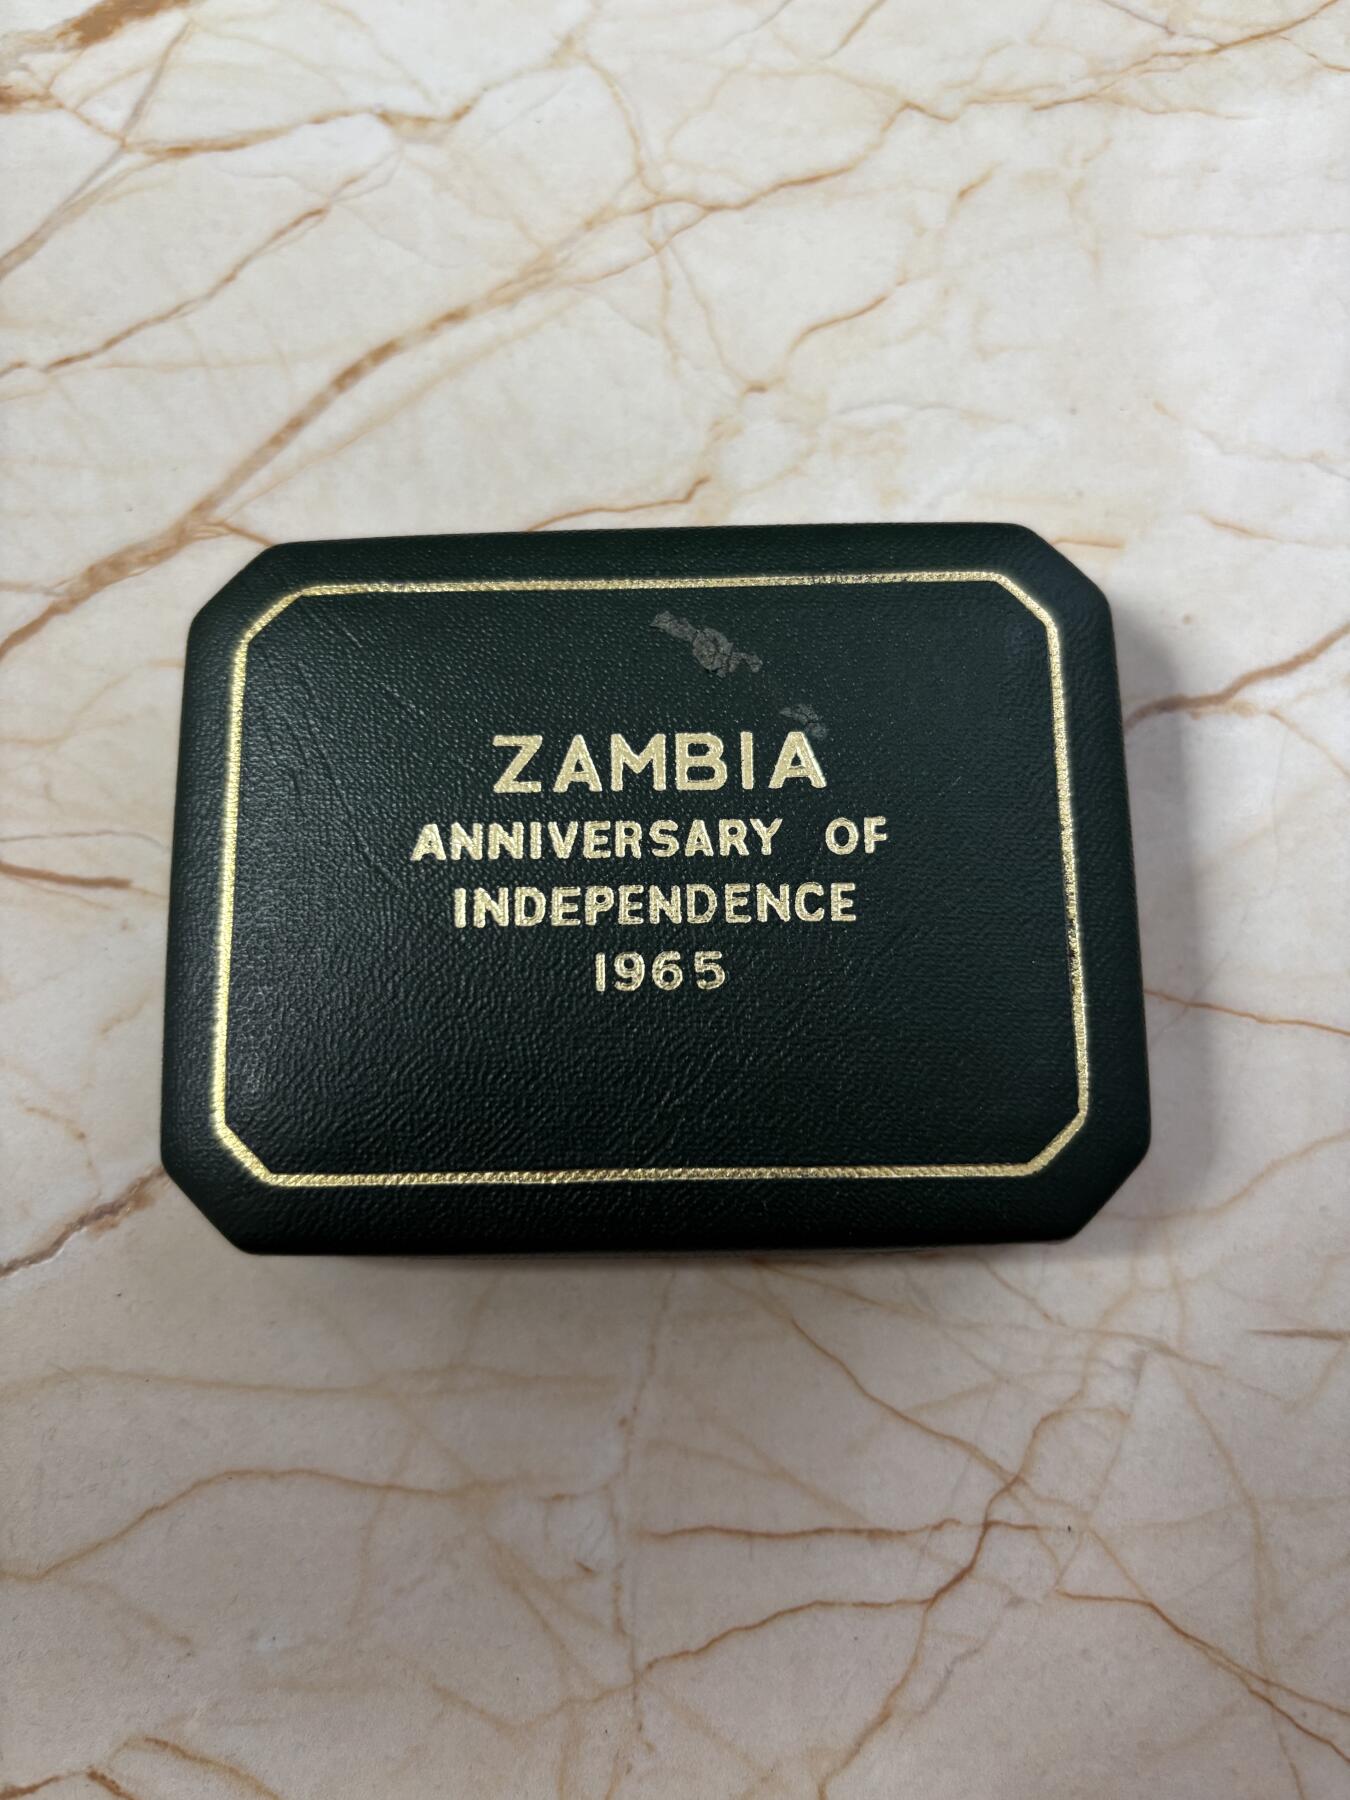 ZAMBIA
ANNIVERSARY OF
INDEPENDENCE
1965